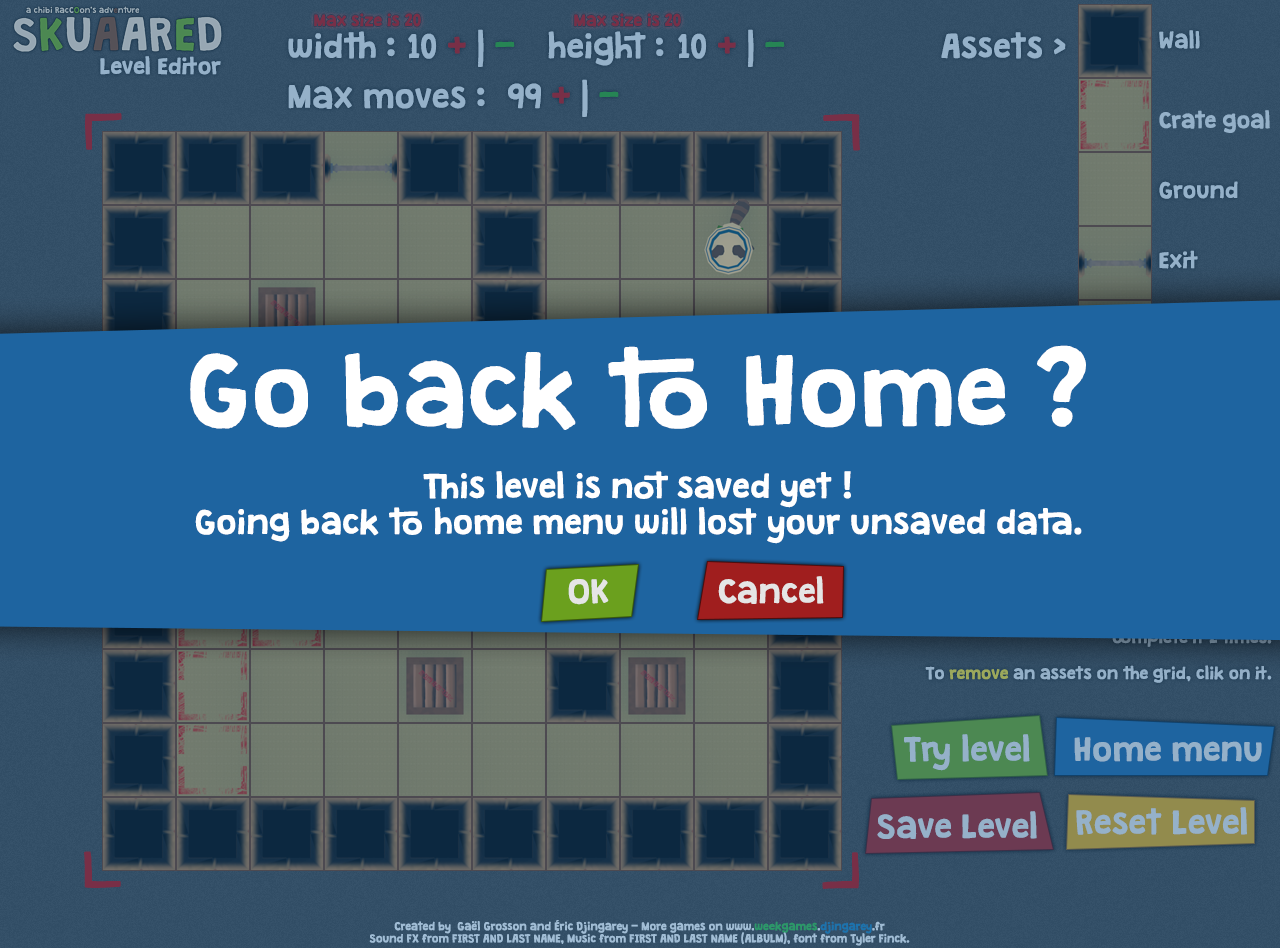 a chibi RacCOon's advEnture
SKUAARED
Level Editor
Max size is 20
width : 10 + | -
Max size is 20
height : 10 + | -
Max moves : 99 + | -
Assets >
Wall
Crate goal
Ground
Exit
Go back to Home ?
This level is not saved yet !
Going back to home menu will lost your unsaved data.
OK
Cancel
complete it 2 times.
To remove an assets on the grid, clik on it.
Try level
Home menu
Save Level
Reset Level
Created by Gaël Grosson and Éric Djingarey – More games on www.weekgames.djingarey.fr
Sound FX from FIRST AND LAST NAME, Music from FIRST AND LAST NAME (ALBULM), font from Tyler Finck.